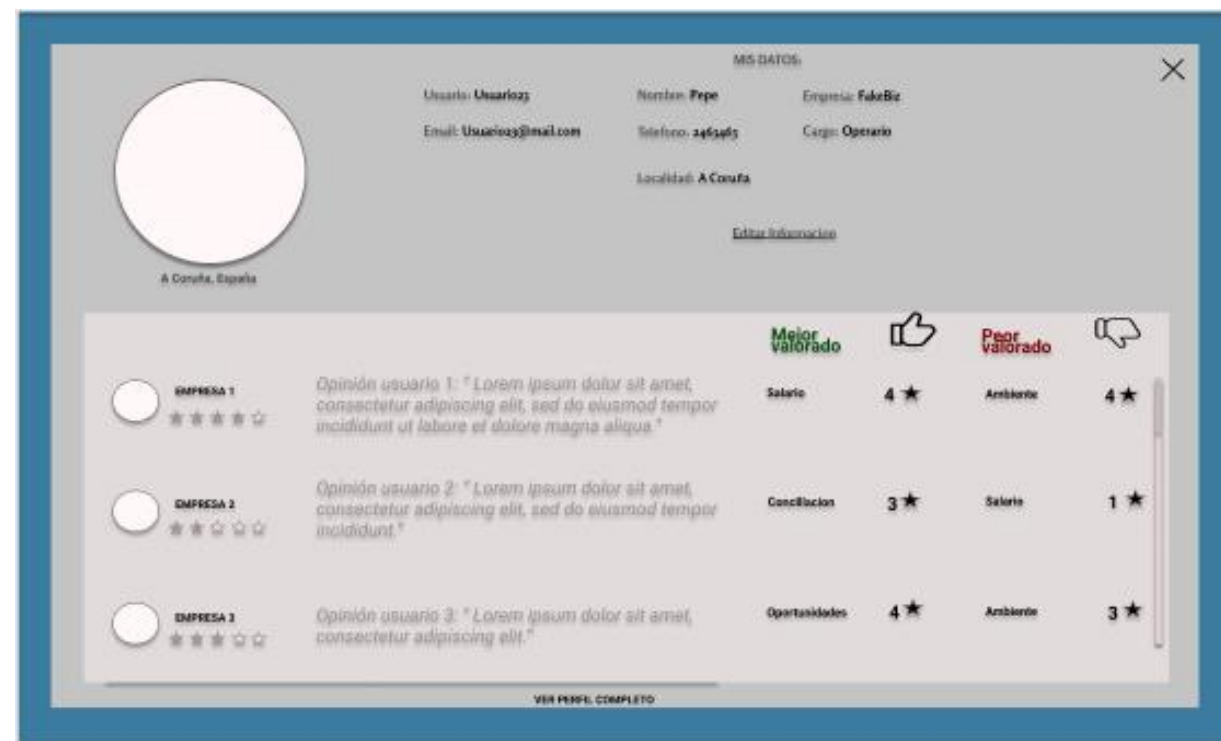 MIS DATOS:
Usuario: Usuario23 Nombre: Pepe Empresa: FakeBiz
Email: Usuario23@mail.com Telefono: 2463463 Cargo: Operario
Localidad: A Coruña
Editar Informacion
A Coruña, España
Mejor valorado Peor valorado
EMPRESA 1
Opinión usuario 1: " Lorem ipsum dolor sit amet,
consectetur adipiscing elit, sed do eiusmod tempor
incididunt ut labore et dolore magna aliqua."
Salario 4 ★ Ambiente 4 ★
EMPRESA 2
Opinión usuario 2: " Lorem ipsum dolor sit amet,
consectetur adipiscing elit, sed do eiusmod tempor
incididunt."
Conciliacion 3 ★ Salario 1 ★
EMPRESA 3
Opinión usuario 3: " Lorem ipsum dolor sit amet,
consectetur adipiscing elit."
Oportunidades 4 ★ Ambiente 3 ★
VER PERFIL COMPLETO